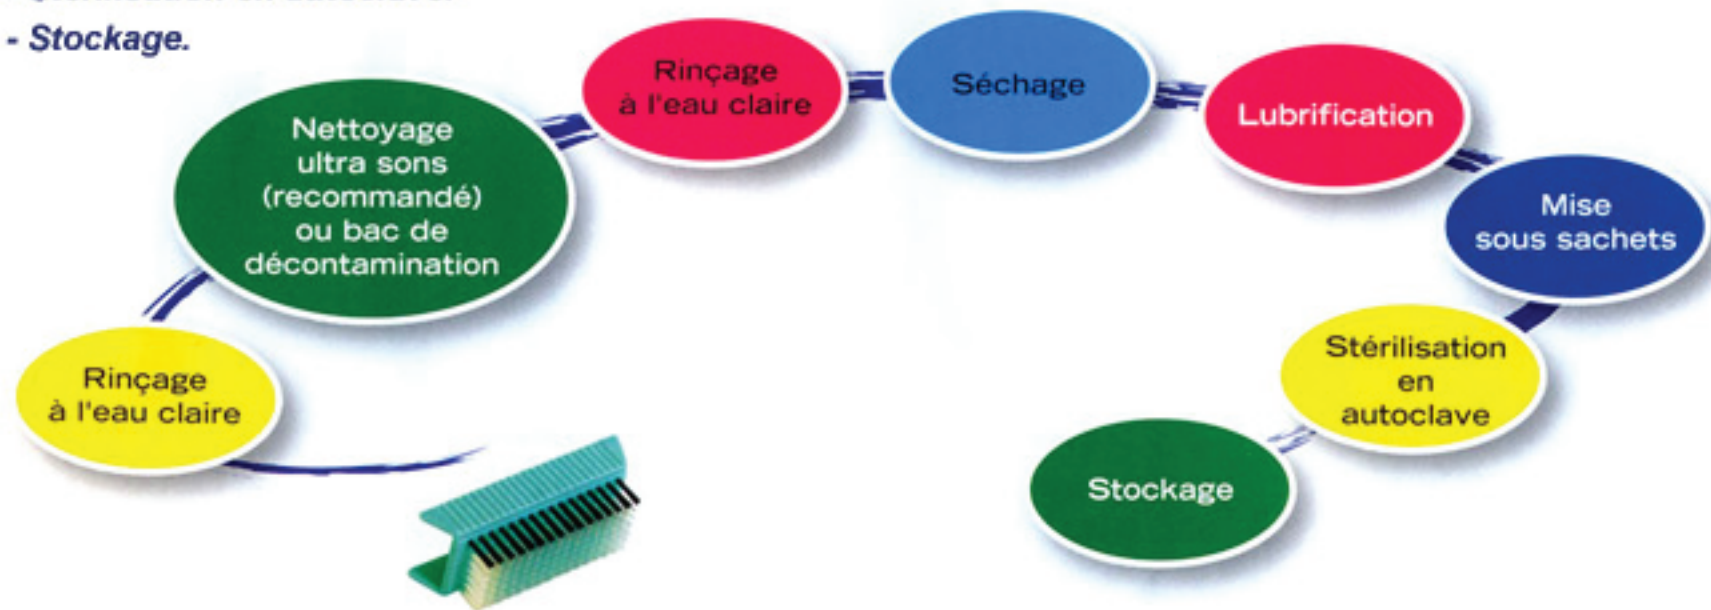 - Stockage.
Rinçage
à l'eau claire
Nettoyage
ultra sons
(recommandé)
ou bac de
décontamination
Rinçage
à l'eau claire
Séchage
Lubrification
Mise
sous sachets
Stérilisation
en
autoclave
Stockage